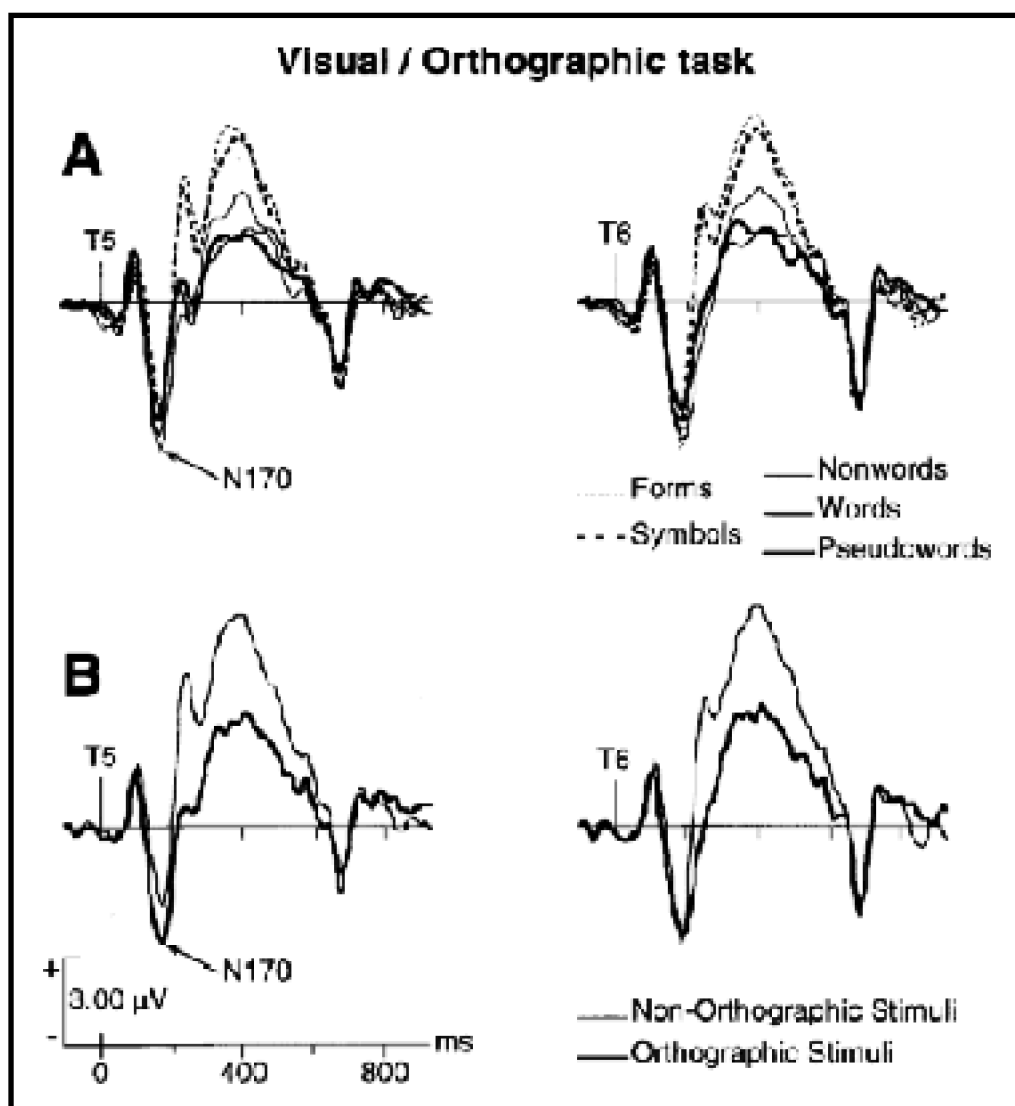 Visual / Orthographic task
A
T5
T6
N170
Forms
Symbols
Nonwords
Words
Pseudowords
B
T5
T6
N170
+
3.00 µV
-
ms
0
400
800
Non-Orthographic Stimuli
Orthographic Stimuli